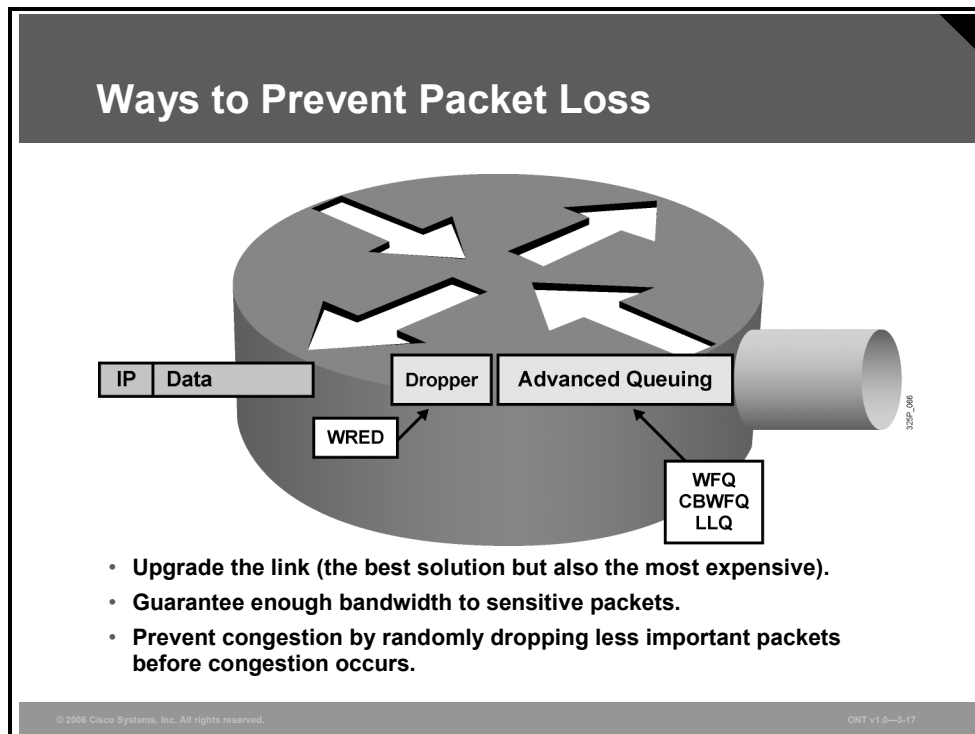 Ways to Prevent Packet Loss
IP Data
Dropper
Advanced Queuing
WRED
WFQ
CBWFQ
LLQ
325P_066
• Upgrade the link (the best solution but also the most expensive).
• Guarantee enough bandwidth to sensitive packets.
• Prevent congestion by randomly dropping less important packets
before congestion occurs.
© 2006 Cisco Systems, Inc. All rights reserved.
ONT v1.0—3-17